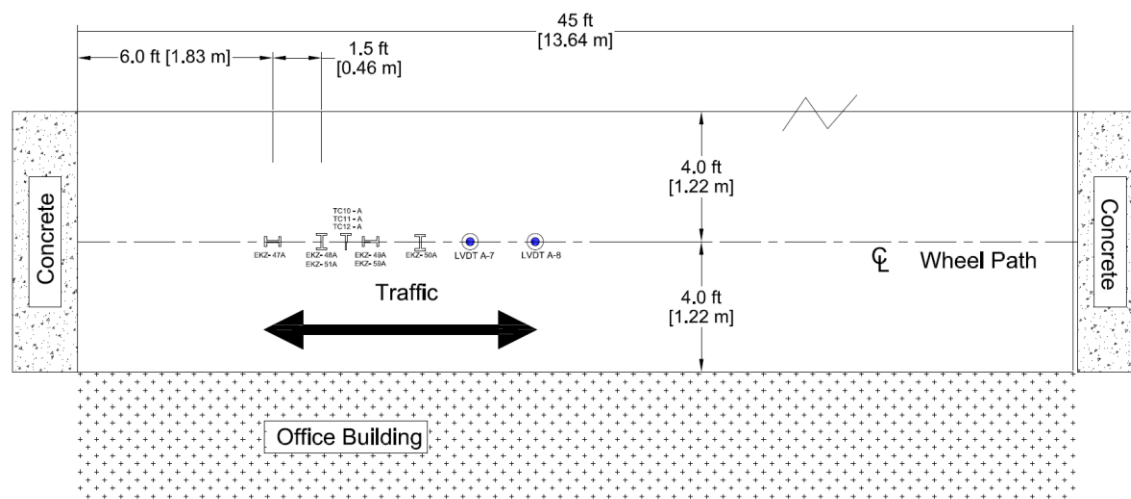 45 ft
[13.64 m]
6.0 ft [1.83 m]
1.5 ft
[0.46 m]
4.0 ft
[1.22 m]
Concrete
Concrete
TC10 - A
TC11 - A
TC12 - A
EKZ- 47A
EKZ- 48A
EKZ- 51A
EKZ- 49A
EKZ- 59A
EKZ- 50A
LVDT A-7
LVDT A-8
℄ Wheel Path
Traffic
4.0 ft
[1.22 m]
Office Building